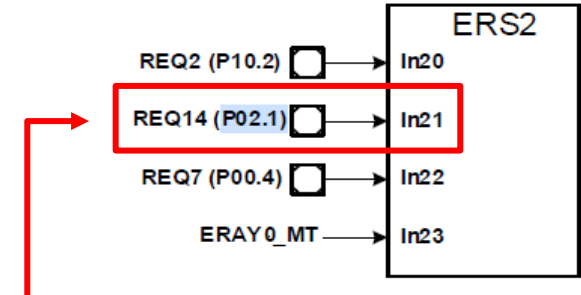 ERS2
REQ2 (P10.2) In20
REQ14 (P02.1) In21
REQ7 (P00.4) In22
ERAY0_MT In23